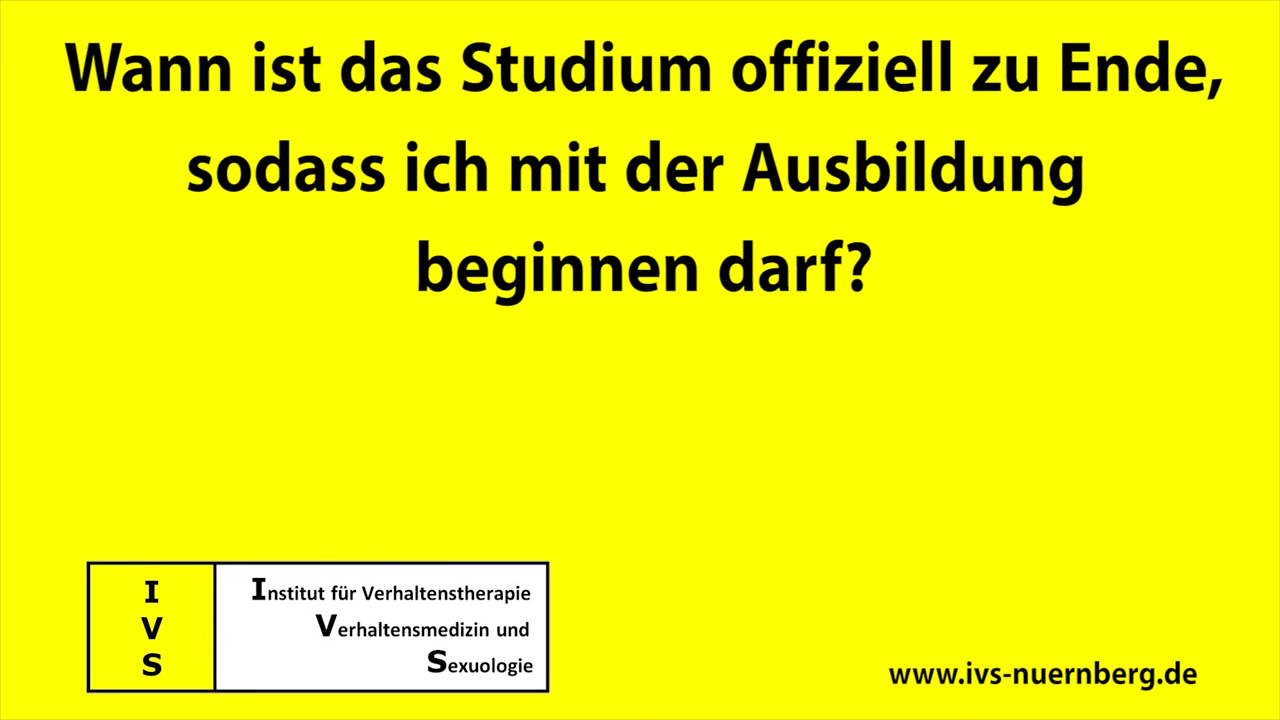 Wann ist das Studium offiziell zu Ende,
sodass ich mit der Ausbildung
beginnen darf?
I
V
S
Institut für Verhaltenstherapie
Verhaltensmedizin und
Sexuologie
www.ivs-nuernberg.de